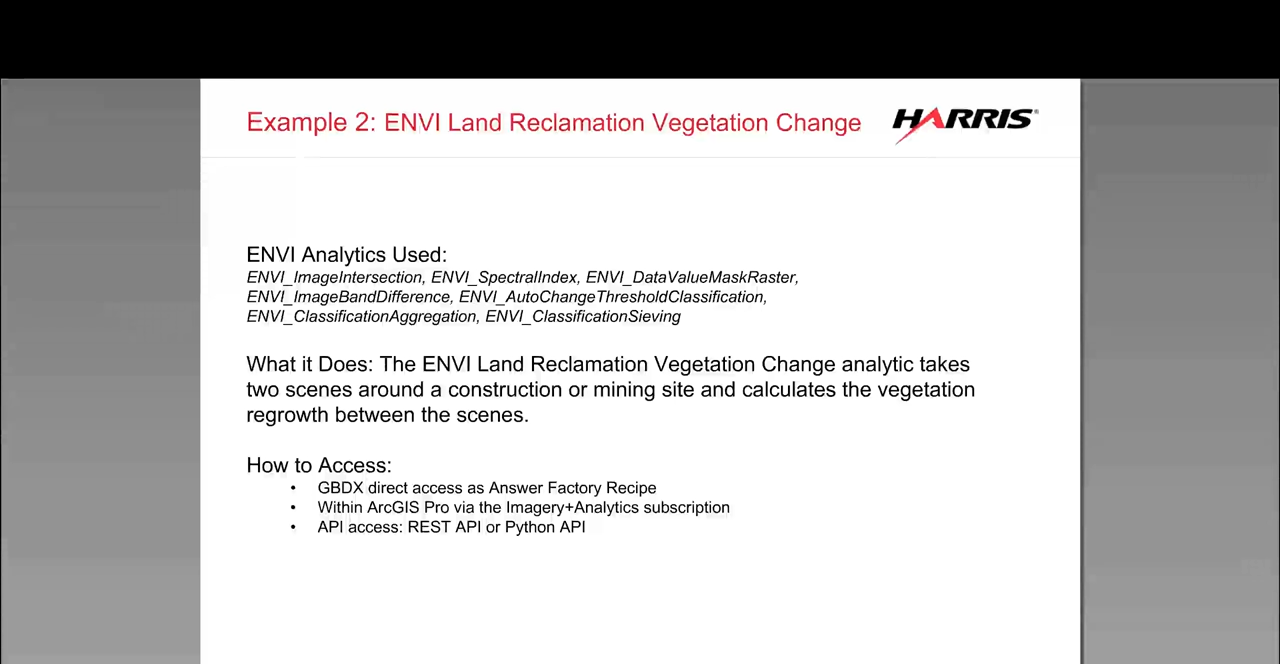 Example 2: ENVI Land Reclamation Vegetation Change
HARRIS®
ENVI Analytics Used:
ENVI_ImageIntersection, ENVI_SpectralIndex, ENVI_DataValueMaskRaster,
ENVI_ImageBandDifference, ENVI_AutoChangeThresholdClassification,
ENVI_ClassificationAggregation, ENVI_ClassificationSieving
What it Does: The ENVI Land Reclamation Vegetation Change analytic takes
two scenes around a construction or mining site and calculates the vegetation
regrowth between the scenes.
How to Access:
• GBDX direct access as Answer Factory Recipe
• Within ArcGIS Pro via the Imagery+Analytics subscription
• API access: REST API or Python API